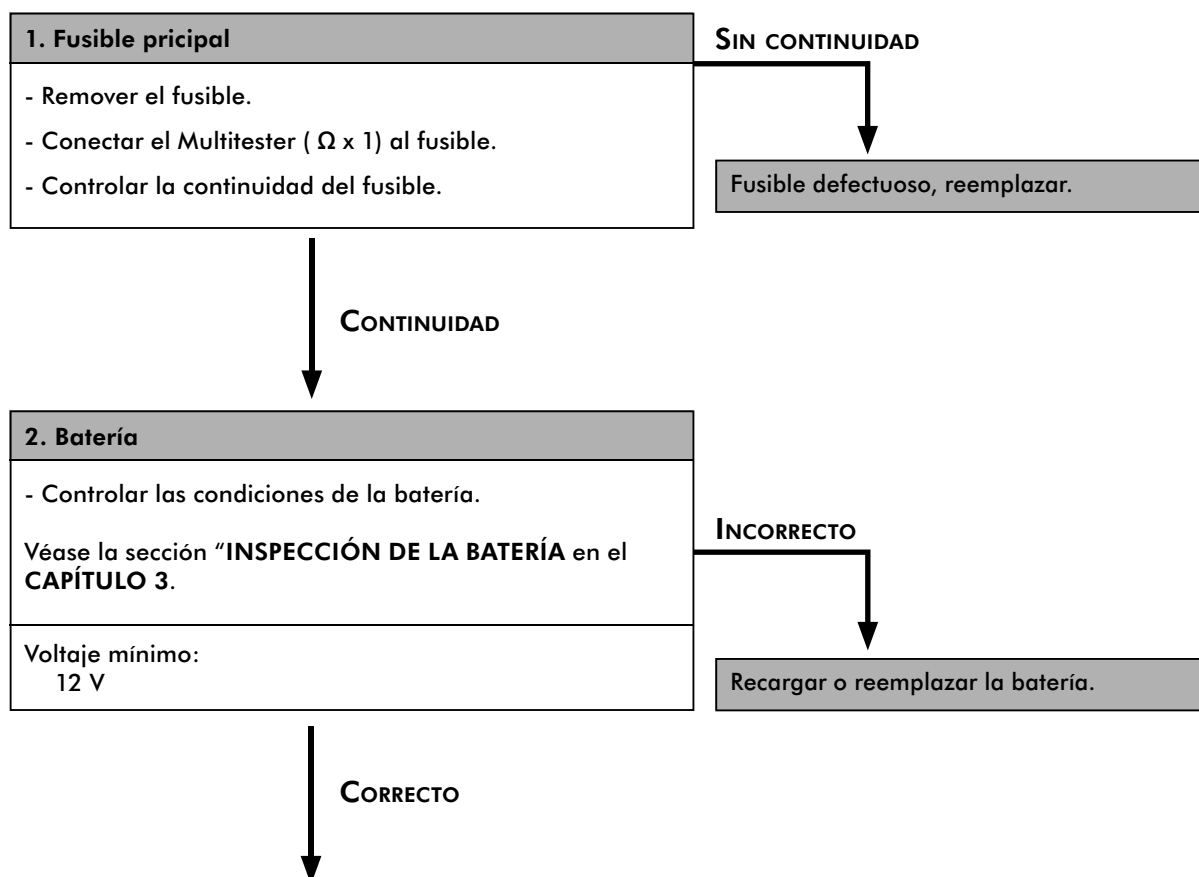 1. Fusible pricipal
- Remover el fusible.
- Conectar el Multitester ( Ω x 1) al fusible.
- Controlar la continuidad del fusible.
SIN CONTINUIDAD
Fusible defectuoso, reemplazar.
CONTINUIDAD
2. Batería
- Controlar las condiciones de la batería.
Véase la sección “INSPECCIÓN DE LA BATERÍA en el
CAPÍTULO 3.
Voltaje mínimo:
12 V
INCORRECTO
Recargar o reemplazar la batería.
CORRECTO